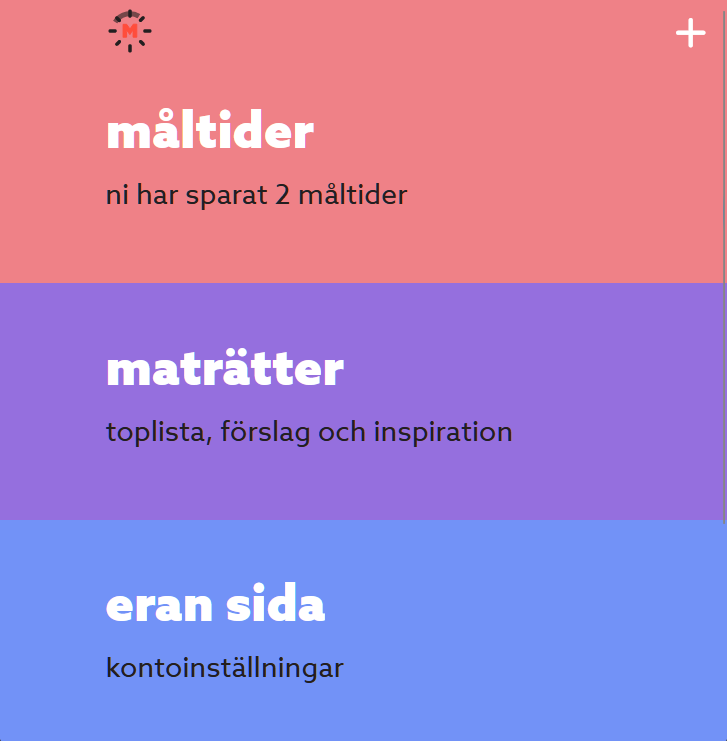 M
måltider
ni har sparat 2 måltider
maträtter
toplista, förslag och inspiration
eran sida
kontoinställningar